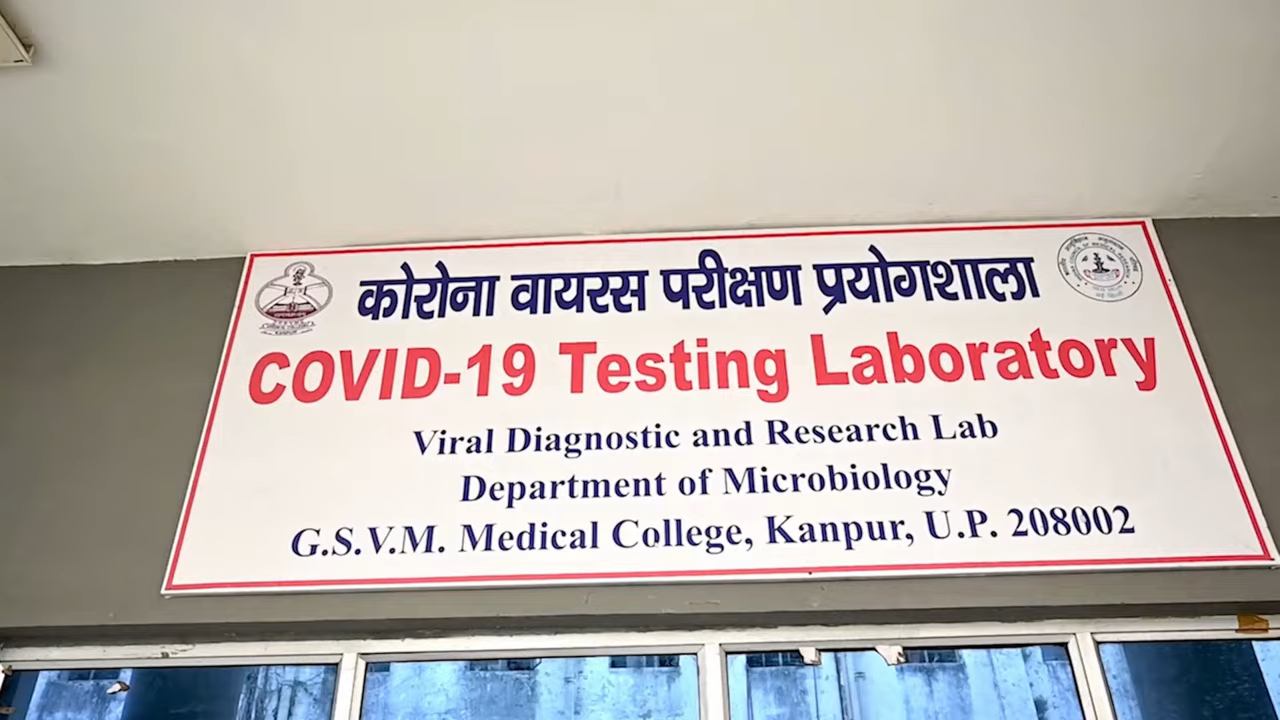 कोरोना वायरस परीक्षण प्रयोगशाला
COVID-19 Testing Laboratory
Viral Diagnostic and Research Lab
Department of Microbiology
G.S.V.M. Medical College, Kanpur, U.P. 208002